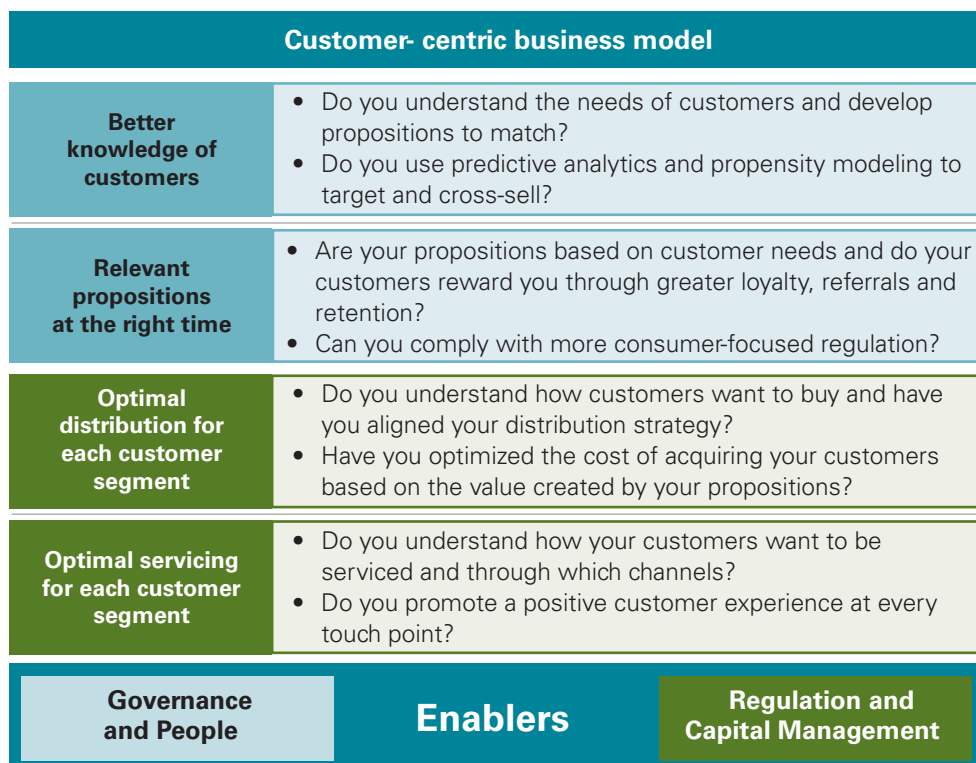 Customer- centric business model
Better
knowledge of
customers
• Do you understand the needs of customers and develop
propositions to match?
• Do you use predictive analytics and propensity modeling to
target and cross-sell?
Relevant
propositions
at the right time
• Are your propositions based on customer needs and do your
customers reward you through greater loyalty, referrals and
retention?
• Can you comply with more consumer-focused regulation?
Optimal
distribution for
each customer
segment
• Do you understand how customers want to buy and have
you aligned your distribution strategy?
• Have you optimized the cost of acquiring your customers
based on the value created by your propositions?
Optimal servicing
for each customer
segment
• Do you understand how your customers want to be
serviced and through which channels?
• Do you promote a positive customer experience at every
touch point?
Governance
and People
Enablers
Regulation and
Capital Management